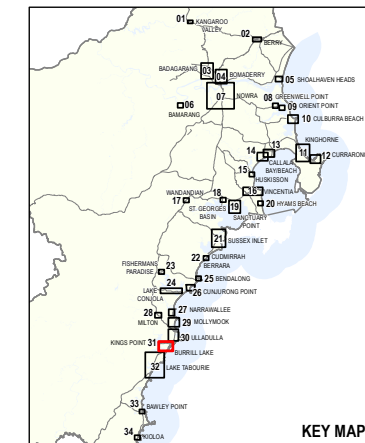 01
KANGAROO
VALLEY
02
BERRY
BADAGARANG
03
04
BOMADERRY
05
SHOALHAVEN HEADS
NOWRA
07
06
BAMARANG
08
GREENWELL POINT
09
ORIENT POINT
10
CULBURRA BEACH
KINGHORNE
11
12
CURRARONG
13
14
CALLALA
BAY/BEACH
15
HUSKISSON
6
VINCENTIA
WANDANDIAN
17
18
ST. GEORGES
BASIN
19
20
HYAMS BEACH
SANCTUARY
POINT
21
SUSSEX INLET
22
CUDMIRRAH
BERRARA
FISHERMANS
PARADISE
23
25
BENDALONG
24
LAKE
CONJOLA
26
CUNJURONG POINT
27
NARRAWALLEE
28
MILTON
29
MOLLYMOOK
30
ULLADULLA
KINGS POINT
31
BURRILL LAKE
32
LAKE TABOURIE
33
BAWLEY POINT
34
KIOLOA
KEY MAP